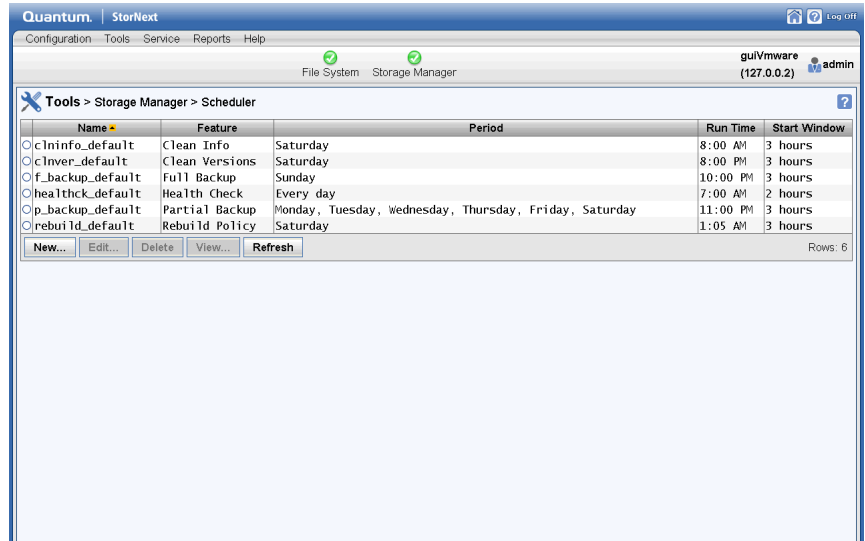 Quantum. StorNext Log Off
Configuration Tools Service Reports Help
File System Storage Manager
guiVmware
(127.0.0.2)
admin
Tools > Storage Manager > Scheduler
Name Feature Period Run Time Start Window
clninfo_default Clean Info Saturday 8:00 AM 3 hours
clnver_default Clean Versions Saturday 8:00 PM 3 hours
f_backup_default Full Backup Sunday 10:00 PM 3 hours
healthck_default Health Check Every day 7:00 AM 2 hours
p_backup_default Partial Backup Monday, Tuesday, Wednesday, Thursday, Friday, Saturday 11:00 PM 3 hours
rebuild_default Rebuild Policy Saturday 1:05 AM 3 hours
New... Edit... Delete View... Refresh Rows: 6